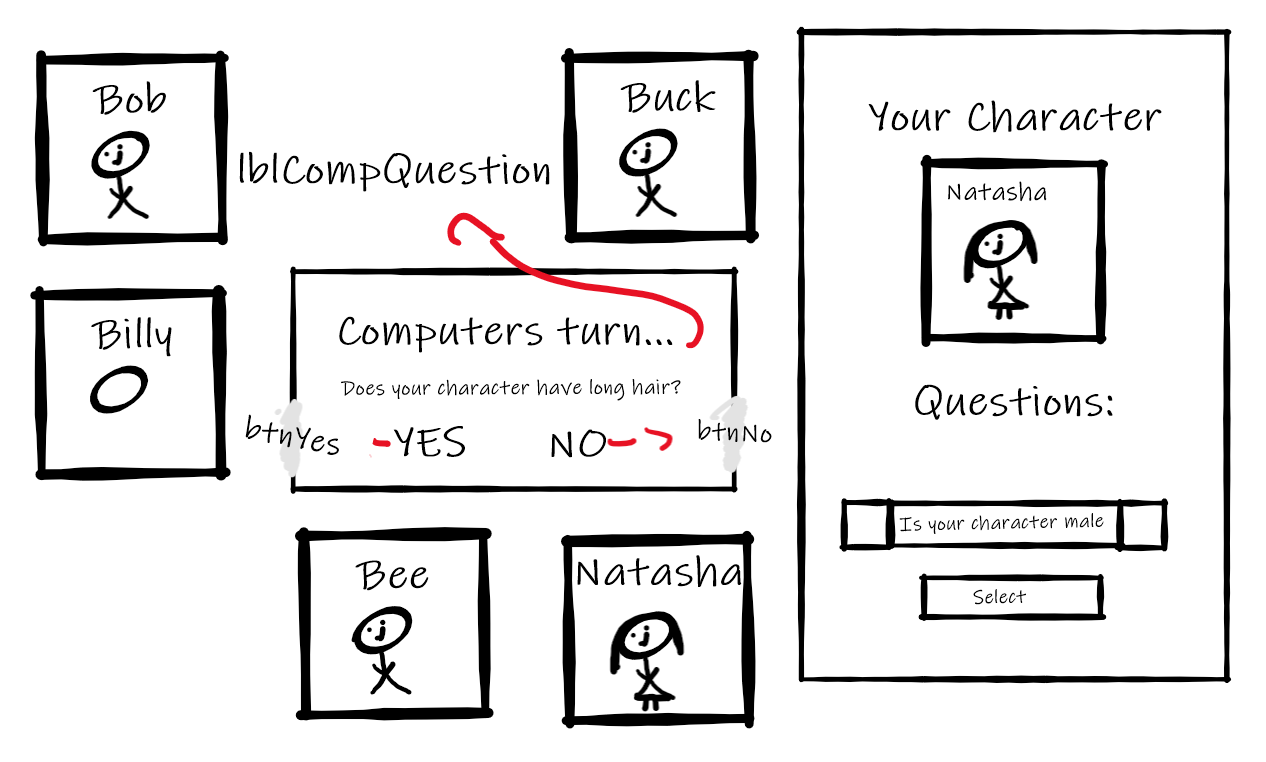 Bob
Buck
lblCompQuestion
Billy
Computers turn...
Does your character have long hair?
btnYes
YES
NO
btnNo
Bee
Natasha
Your Character
Natasha
Questions:
Is your character male
Select